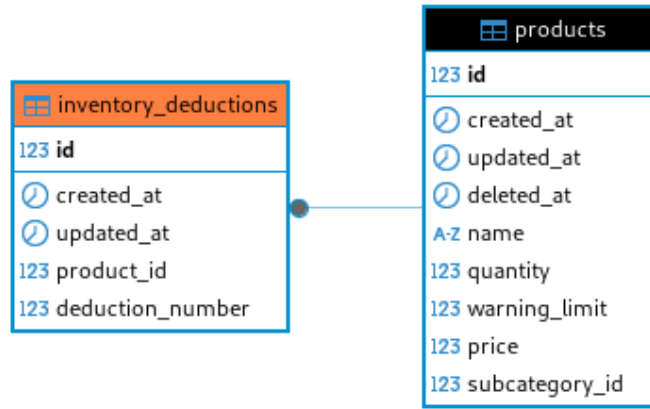 inventory_deductions
123 id
created_at
updated_at
123 product_id
123 deduction_number
products
123 id
created_at
updated_at
deleted_at
A-Z name
123 quantity
123 warning_limit
123 price
123 subcategory_id